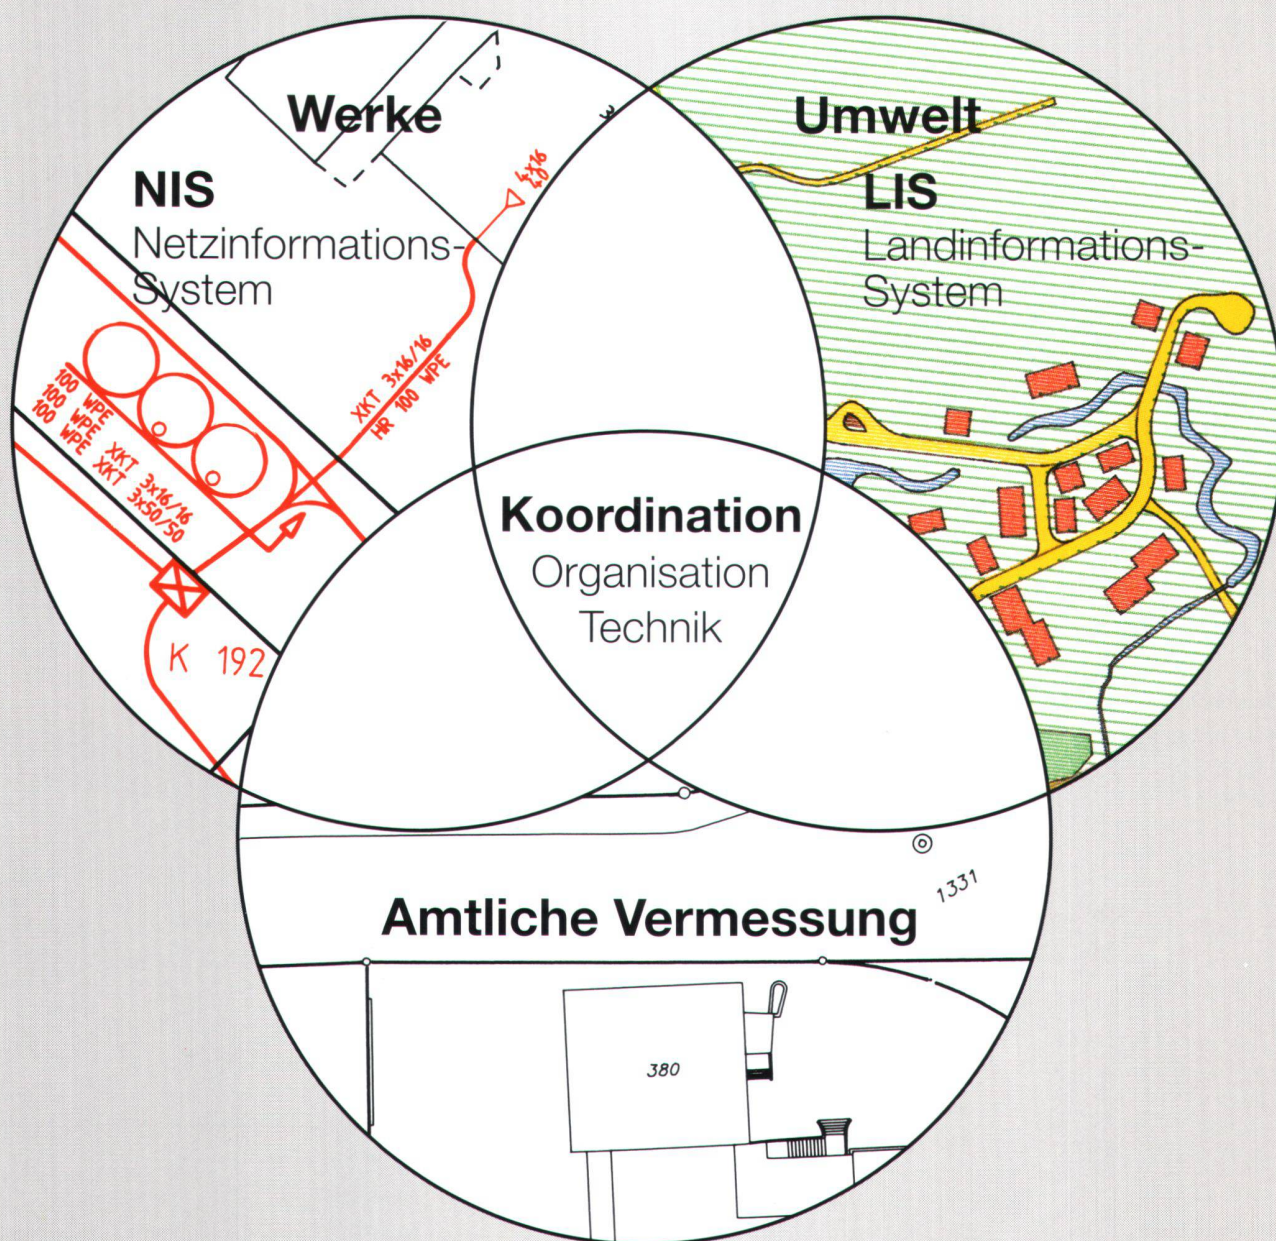 Werke
NIS
Netzinformations-
System
4x16
40
XKT 3x16/16
HR 100 WPE
100 WPE
100 WPE XKT 3x16/16
100 WPE XKT 3x50/50
K 192
Umwelt
LIS
Landinformations-
System
Koordination
Organisation
Technik
Amtliche Vermessung
1331
380